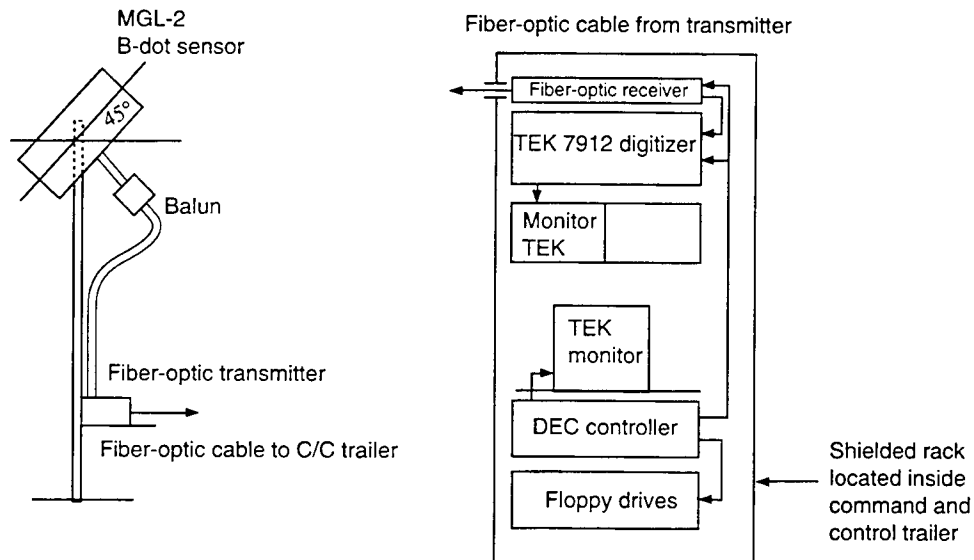 MGL-2
B-dot sensor
45°
Balun
Fiber-optic transmitter
Fiber-optic cable to C/C trailer
Fiber-optic cable from transmitter
Fiber-optic receiver
TEK 7912 digitizer
Monitor
TEK
TEK
monitor
DEC controller
Floppy drives
Shielded rack
located inside
command and
control trailer